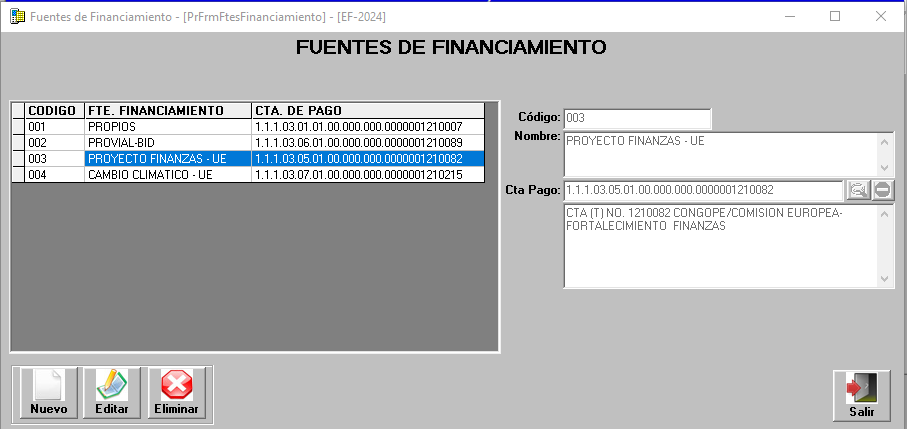 Fuentes de Financiamiento - [PrFrmFtesFinanciamiento] - [EF-2024]
FUENTES DE FINANCIAMIENTO
CODIGO FTE. FINANCIAMIENTO CTA. DE PAGO
001 PROPIOS 1.1.1.03.01.01.00.000.000.0000001210007
002 PROVIAL-BID 1.1.1.03.06.01.00.000.000.0000001210089
003 PROYECTO FINANZAS - UE 1.1.1.03.05.01.00.000.000.0000001210082
004 CAMBIO CLIMATICO - UE 1.1.1.03.07.01.00.000.000.0000001210215
Código: 003
Nombre: PROYECTO FINANZAS - UE
Cta Pago: 1.1.1.03.05.01.00.000.000.0000001210082
CTA (T) NO. 1210082 CONGOPE/COMISION EUROPEA-
FORTALECIMIENTO FINANZAS
Nuevo Editar Eliminar Salir